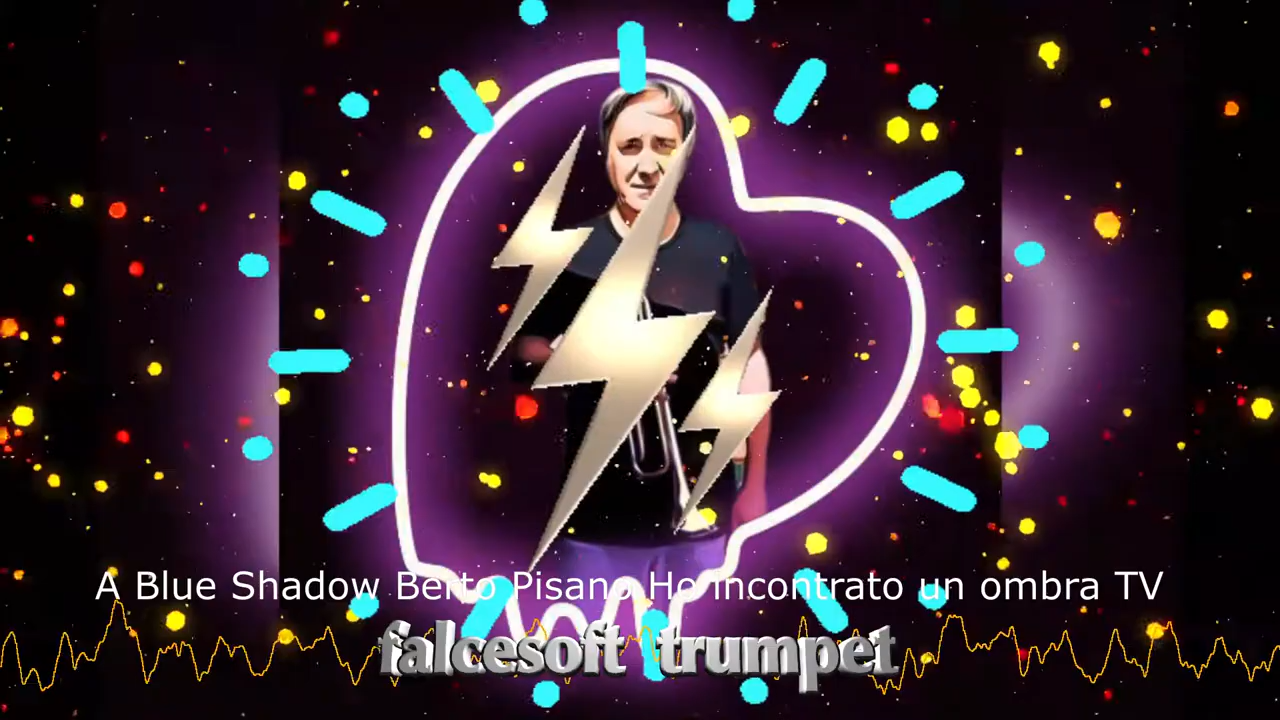 A Blue Shadow Berto Pisano Ho incontrato un ombra TV
falcesoft trumpet